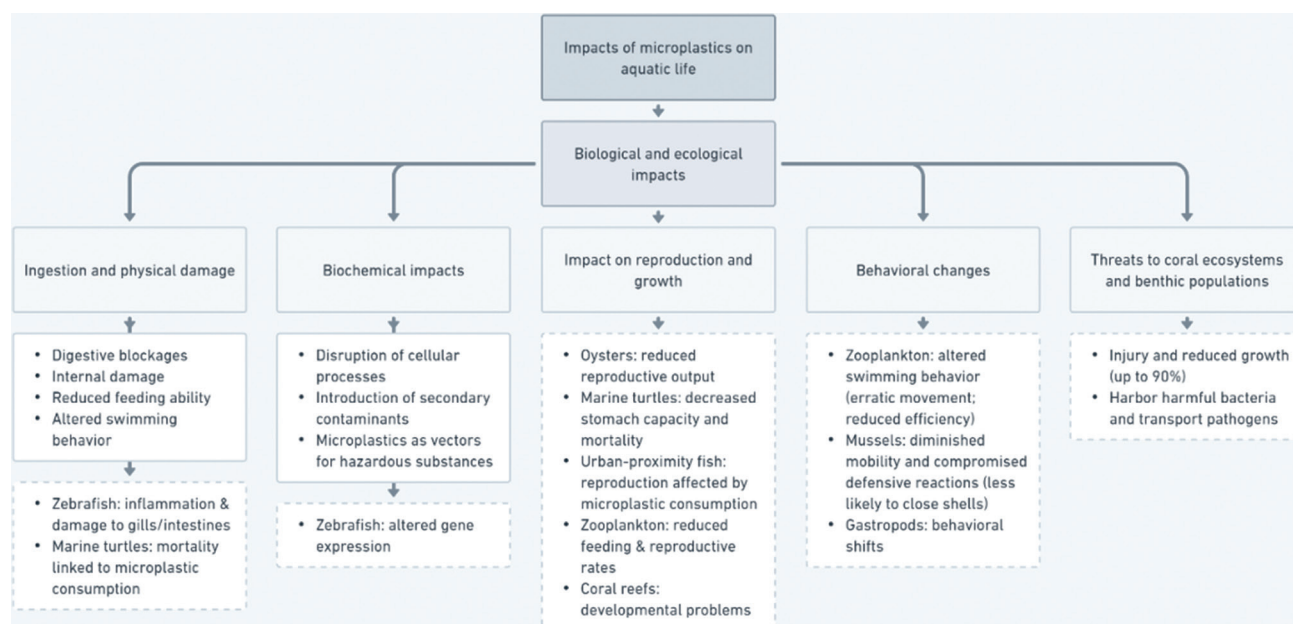 Impacts of microplastics on
aquatic life
Biological and ecological
impacts
Ingestion and physical damage
Biochemical impacts
Impact on reproduction and
growth
Behavioral changes
Threats to coral ecosystems
and benthic populations
• Digestive blockages
• Internal damage
• Reduced feeding ability
• Altered swimming
behavior
• Zebrafish: inflammation &
damage to gills/intestines
• Marine turtles: mortality
linked to microplastic
consumption
• Disruption of cellular
processes
• Introduction of secondary
contaminants
• Microplastics as vectors
for hazardous substances
• Zebrafish: altered gene
expression
• Oysters: reduced
reproductive output
• Marine turtles: decreased
stomach capacity and
mortality
• Urban-proximity fish:
reproduction affected by
microplastic consumption
• Zooplankton: reduced
feeding & reproductive
rates
• Coral reefs:
developmental problems
• Zooplankton: altered
swimming behavior
(erratic movement;
reduced efficiency)
• Mussels: diminished
mobility and compromised
defensive reactions (less
likely to close shells)
• Gastropods: behavioral
shifts
• Injury and reduced growth
(up to 90%)
• Harbor harmful bacteria
and transport pathogens